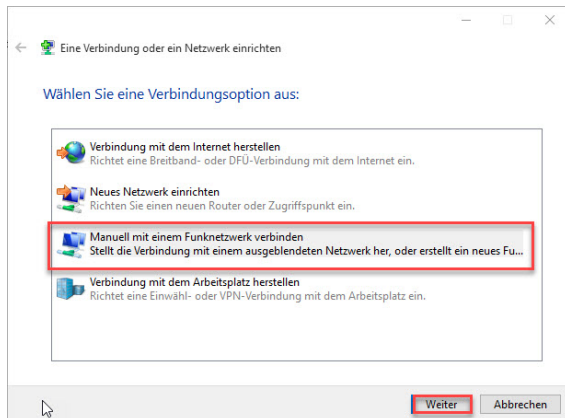 Eine Verbindung oder ein Netzwerk einrichten
Wählen Sie eine Verbindungsoption aus:
Verbindung mit dem Internet herstellen
Richtet eine Breitband- oder DFÜ-Verbindung mit dem Internet ein.
Neues Netzwerk einrichten
Richten Sie einen neuen Router oder Zugriffspunkt ein.
Manuell mit einem Funknetzwerk verbinden
Stellt die Verbindung mit einem ausgeblendeten Netzwerk her, oder erstellt ein neues Fu...
Verbindung mit dem Arbeitsplatz herstellen
Richtet eine Einwähl- oder VPN-Verbindung mit dem Arbeitsplatz ein.
Weiter Abbrechen